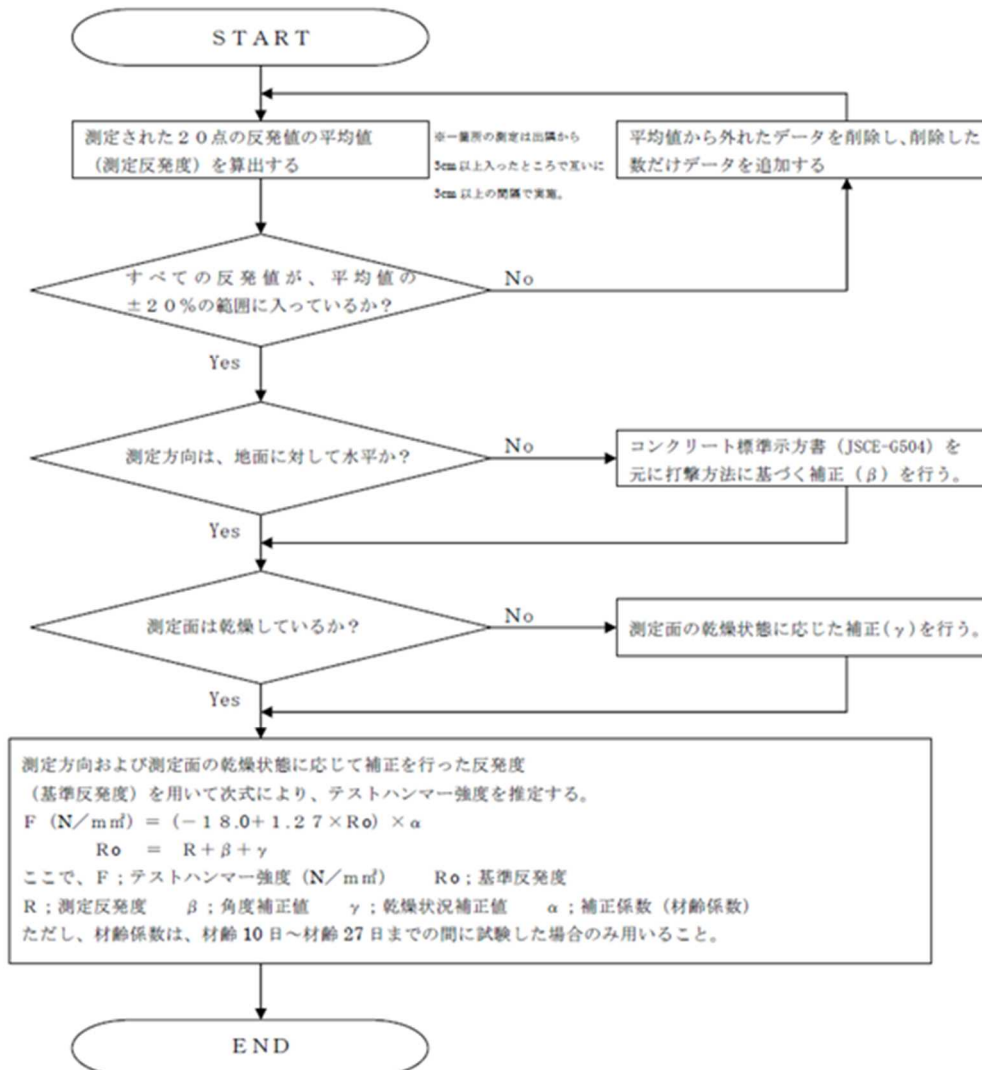 ＳＴＡＲＴ
測定された２０点の反発値の平均値
（測定反発度）を算出する
※一箇所の測定は出隅から
3cm 以上入ったところで互いに
3cm 以上の間隔で実施。
平均値から外れたデータを削除し、削除した
数だけデータを追加する
すべての反発値が、平均値の
±２０％の範囲に入っているか？
No
Yes
測定方向は、地面に対して水平か？
No
コンクリート標準示方書（JSCE-G504）を
元に打撃方法に基づく補正（β）を行う。
Yes
測定面は乾燥しているか？
No
測定面の乾燥状態に応じた補正(γ)を行う。
Yes
測定方向および測定面の乾燥状態に応じて補正を行った反発度
（基準反発度）を用いて次式により、テストハンマー強度を推定する。
Ｆ（N／ｍ㎡）＝（－１８.0＋１.２７×Ｒo）×α
Ｒo ＝ Ｒ＋β＋γ
ここで、Ｆ；テストハンマー強度（N／ｍ㎡） Ｒo；基準反発度
Ｒ；測定反発度 β；角度補正値 γ；乾燥状況補正値 α；補正係数（材齢係数）
ただし、材齢係数は、材齢 10 日～材齢 27 日までの間に試験した場合のみ用いること。
ＥＮＤ